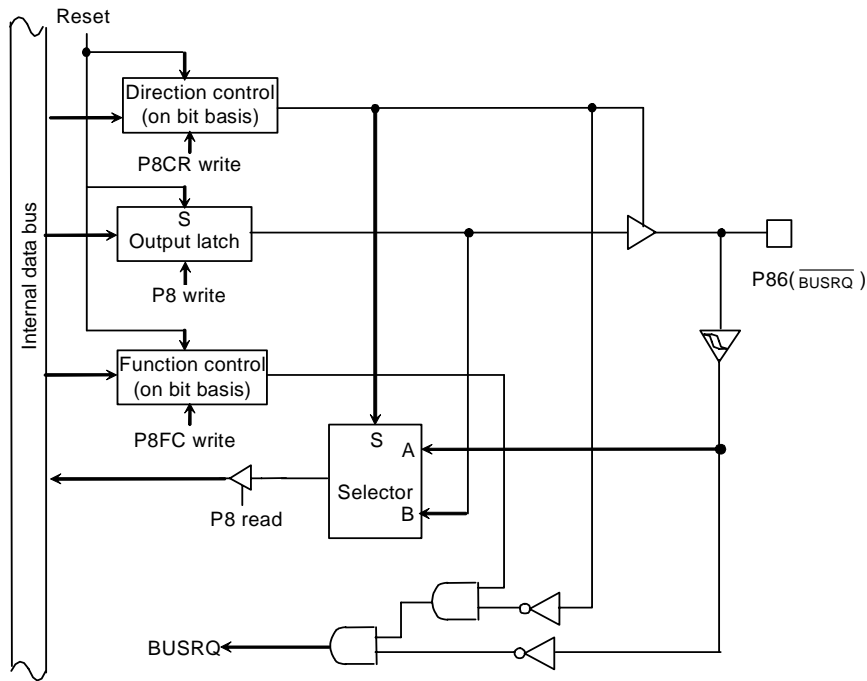 Reset
Direction control
(on bit basis)
P8CR write
S
Output latch
P8 write
P86(BUSRQ)
Internal data bus
Function control
(on bit basis)
P8FC write
S
A
Selector
B
P8 read
BUSRQ